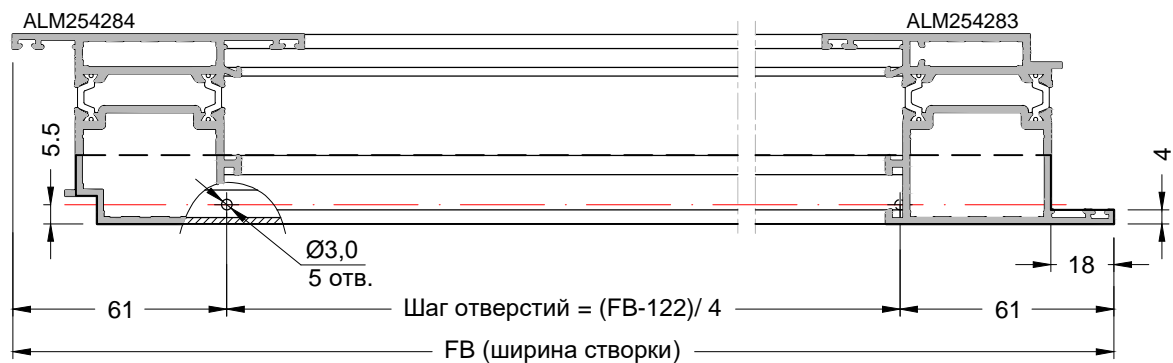 ALM254284
ALM254283
5.5
4
Ø3,0
5 отв.
18
61
Шаг отверстий = (FB-122)/ 4
61
FB (ширина створки)